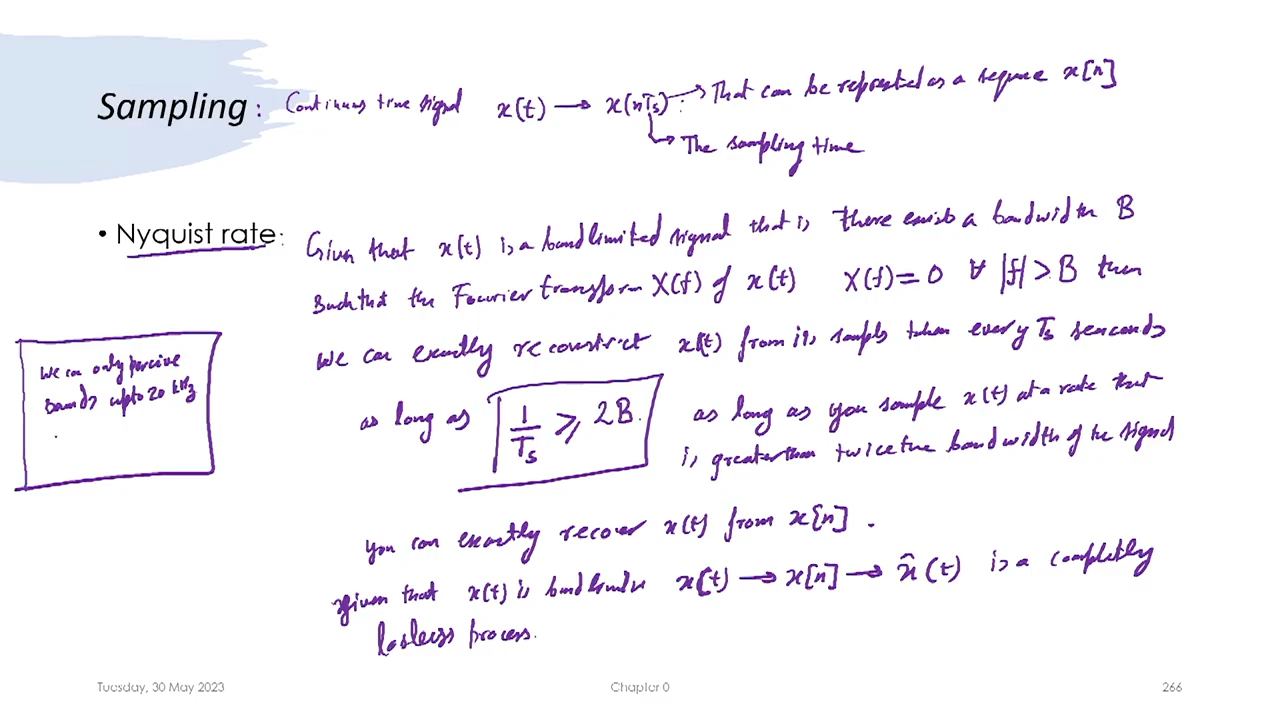 Sampling : Continuous time signal x(t) → x(nTs) → That can be represented as a sequence x[n]
→ The sampling time
• Nyquist rate: Given that x(t) is a bandlimited signal that is there exists a bandwidth B
Such that the Fourier transform X(f) of x(t) X(f) = 0 ∀ |f| > B then
We can exactly reconstruct x(t) from its samples taken every Ts senconds
We can only percive
Sounds upto 20 kHz
as long as 1/Ts ⩾ 2B. as long as you sample x(t) at a rate that
is greater than twice the bandwidth of the signal
You can exactly recover x(t) from x[n].
given that x(t) is bandlimited x(t) → x[n] → x̂(t) is a completly
lossless process.
Tuesday, 30 May 2023
Chapter 0
266